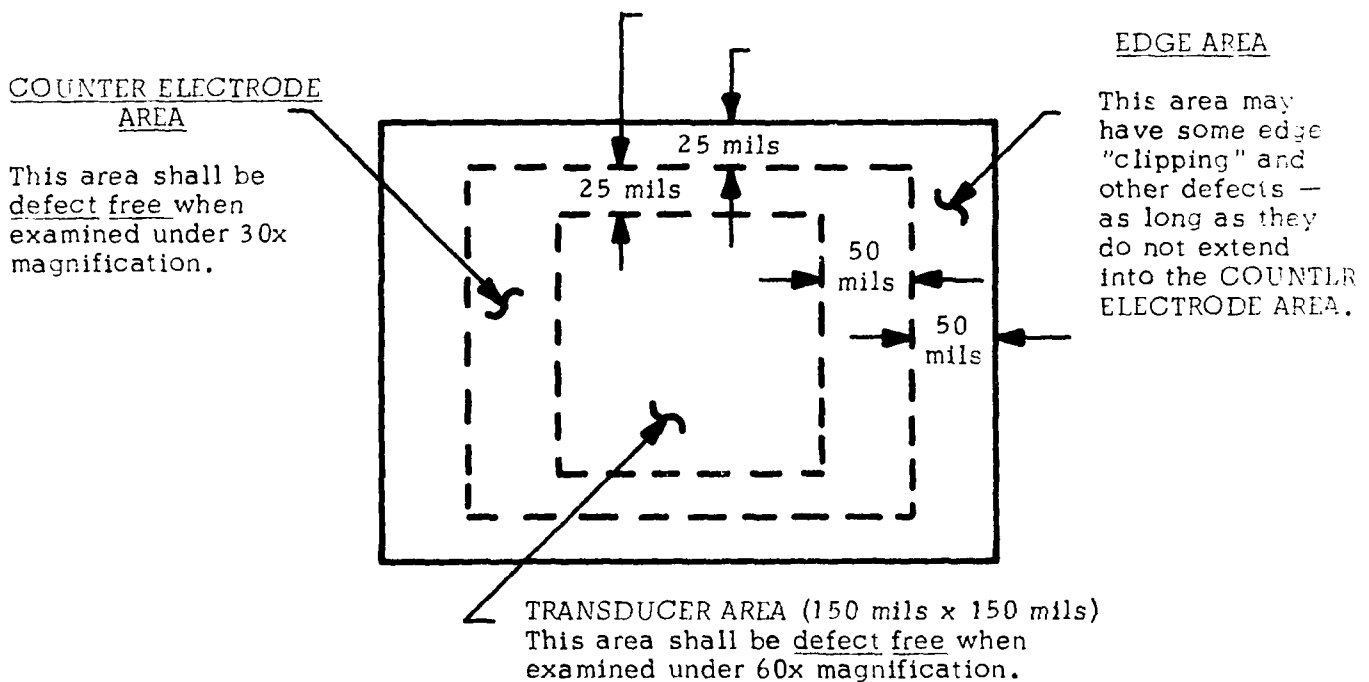 COUNTER ELECTRODE
AREA
This area shall be
defect free when
examined under 30x
magnification.
25 mils
25 mils
50
mils
50
mils
EDGE AREA
This area may
have some edge
"clipping" and
other defects —
as long as they
do not extend
into the COUNTER
ELECTRODE AREA.
TRANSDUCER AREA (150 mils x 150 mils)
This area shall be defect free when
examined under 60x magnification.